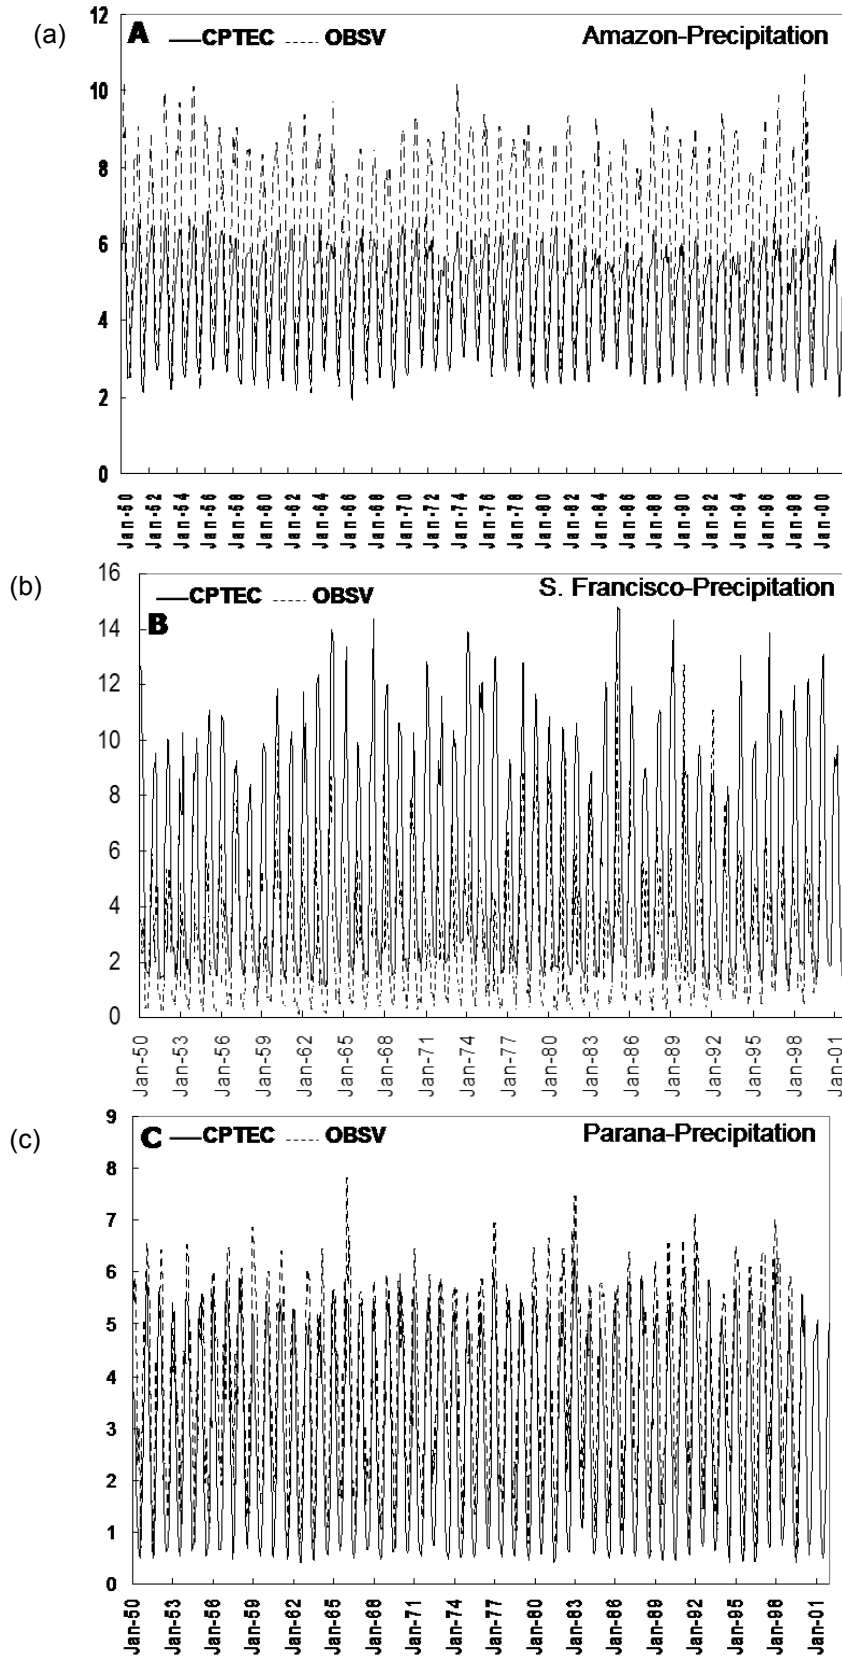 (a)
A CPTEC OBSV Amazon-Precipitation
12
10
8
6
4
2
0
Jan-50 Jan-52 Jan-54 Jan-56 Jan-58 Jan-60 Jan-62 Jan-64 Jan-66 Jan-68 Jan-70 Jan-72 Jan-74 Jan-76 Jan-78 Jan-80 Jan-82 Jan-84 Jan-86 Jan-88 Jan-90 Jan-92 Jan-94 Jan-96 Jan-98 Jan-00
(b)
CPTEC OBSV S. Francisco-Precipitation
B
16
14
12
10
8
6
4
2
0
Jan-50 Jan-53 Jan-56 Jan-59 Jan-62 Jan-65 Jan-68 Jan-71 Jan-74 Jan-77 Jan-80 Jan-83 Jan-86 Jan-89 Jan-92 Jan-95 Jan-98 Jan-01
(c)
C CPTEC OBSV Parana-Precipitation
9
8
7
6
5
4
3
2
1
0
Jan-50 Jan-53 Jan-56 Jan-59 Jan-62 Jan-65 Jan-68 Jan-71 Jan-74 Jan-77 Jan-80 Jan-83 Jan-86 Jan-89 Jan-92 Jan-95 Jan-98 Jan-01